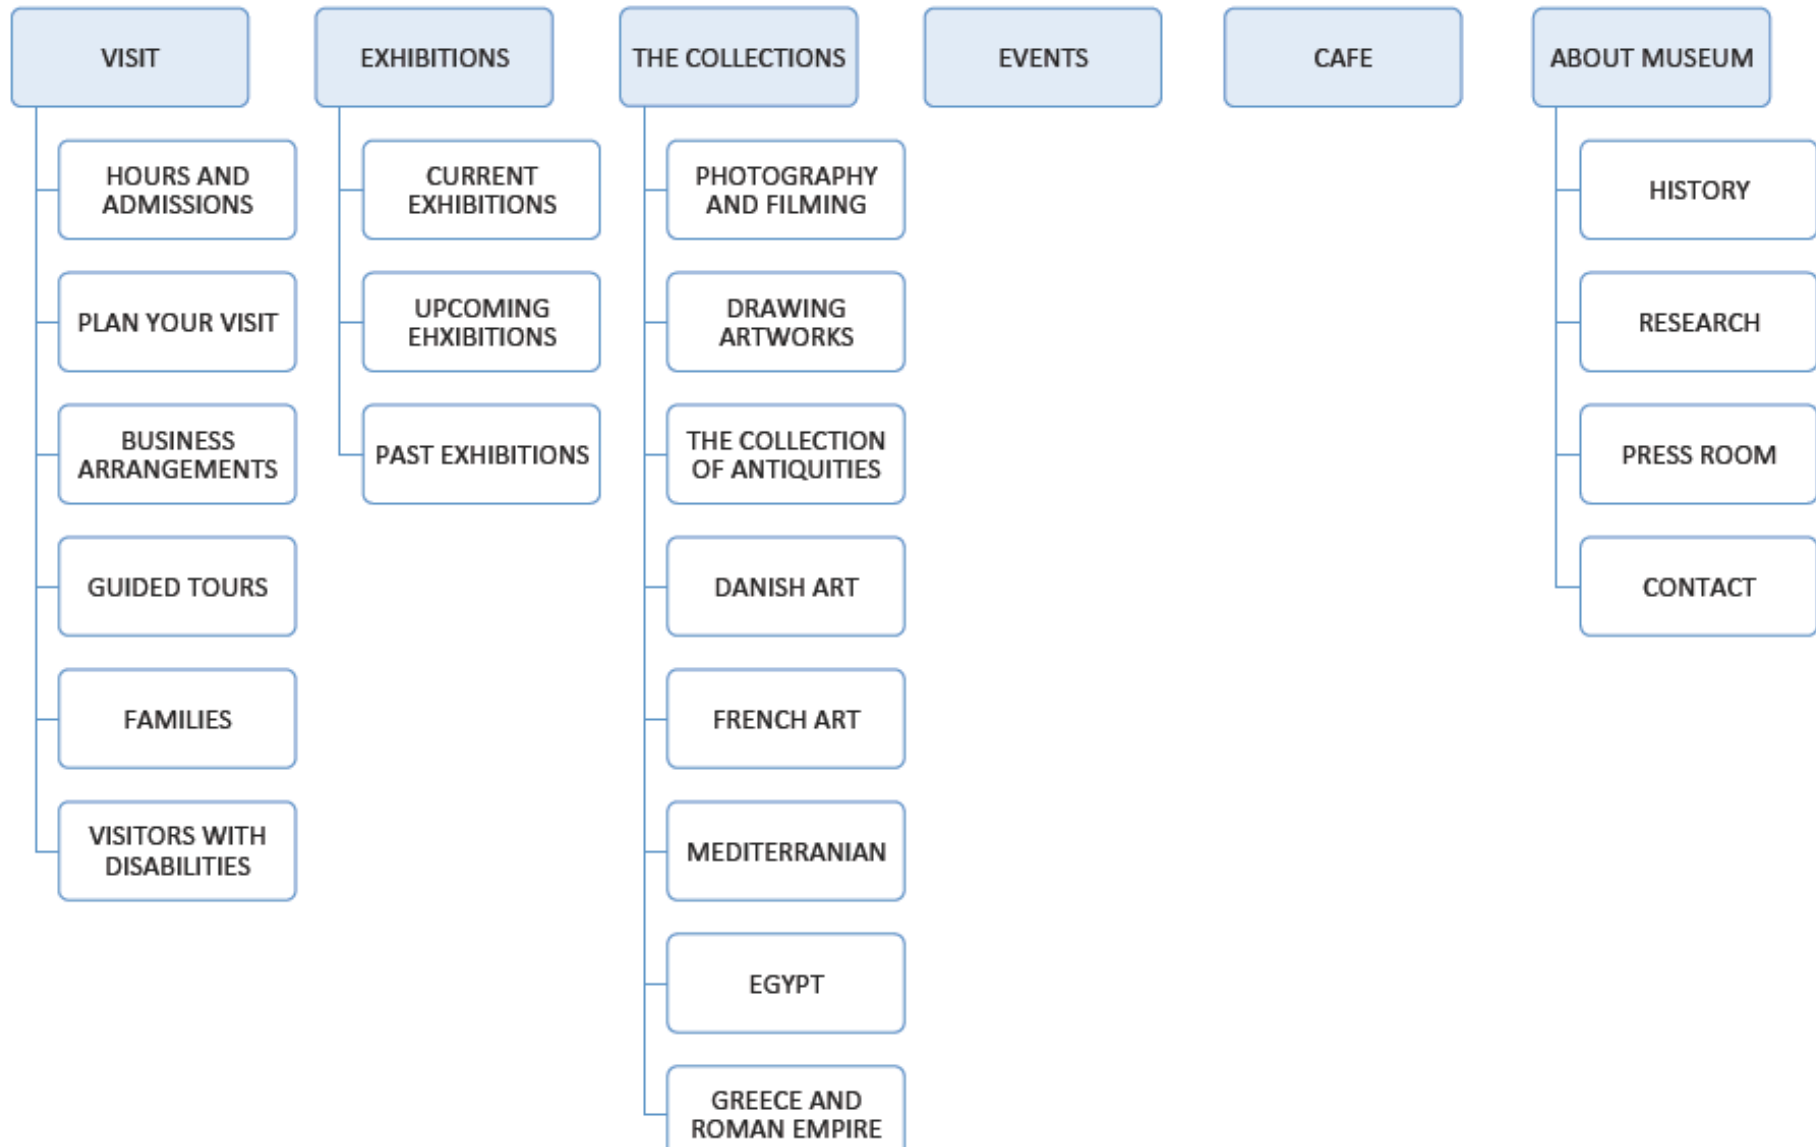 VISIT
HOURS AND
ADMISSIONS
PLAN YOUR VISIT
BUSINESS
ARRANGEMENTS
GUIDED TOURS
FAMILIES
VISITORS WITH
DISABILITIES
EXHIBITIONS
CURRENT
EXHIBITIONS
UPCOMING
EHXIBITIONS
PAST EXHIBITIONS
THE COLLECTIONS
PHOTOGRAPHY
AND FILMING
DRAWING
ARTWORKS
THE COLLECTION
OF ANTIQUITIES
DANISH ART
FRENCH ART
MEDITERRANIAN
EGYPT
GREECE AND
ROMAN EMPIRE
EVENTS
CAFE
ABOUT MUSEUM
HISTORY
RESEARCH
PRESS ROOM
CONTACT